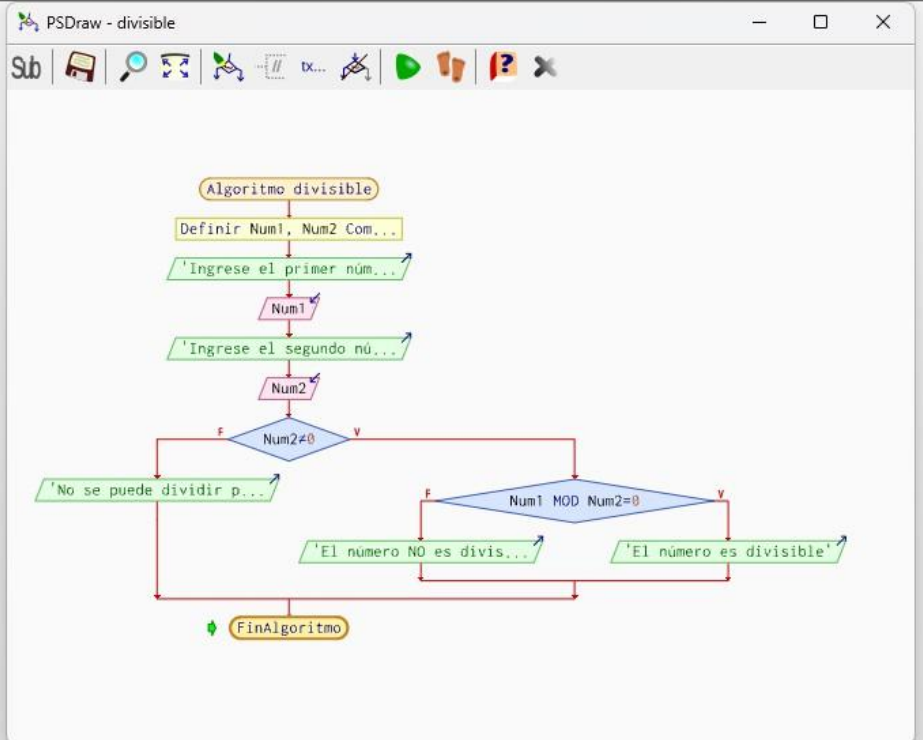 PSDraw - divisible
Sub
tx...
Algoritmo divisible
Definir Num1, Num2 Com...
'Ingrese el primer núm...
Num1
'Ingrese el segundo nú...
Num2
F
Num2≠0
V
'No se puede dividir p...
F
Num1 MOD Num2=0
V
'El número NO es divis...
'El número es divisible'
FinAlgoritmo